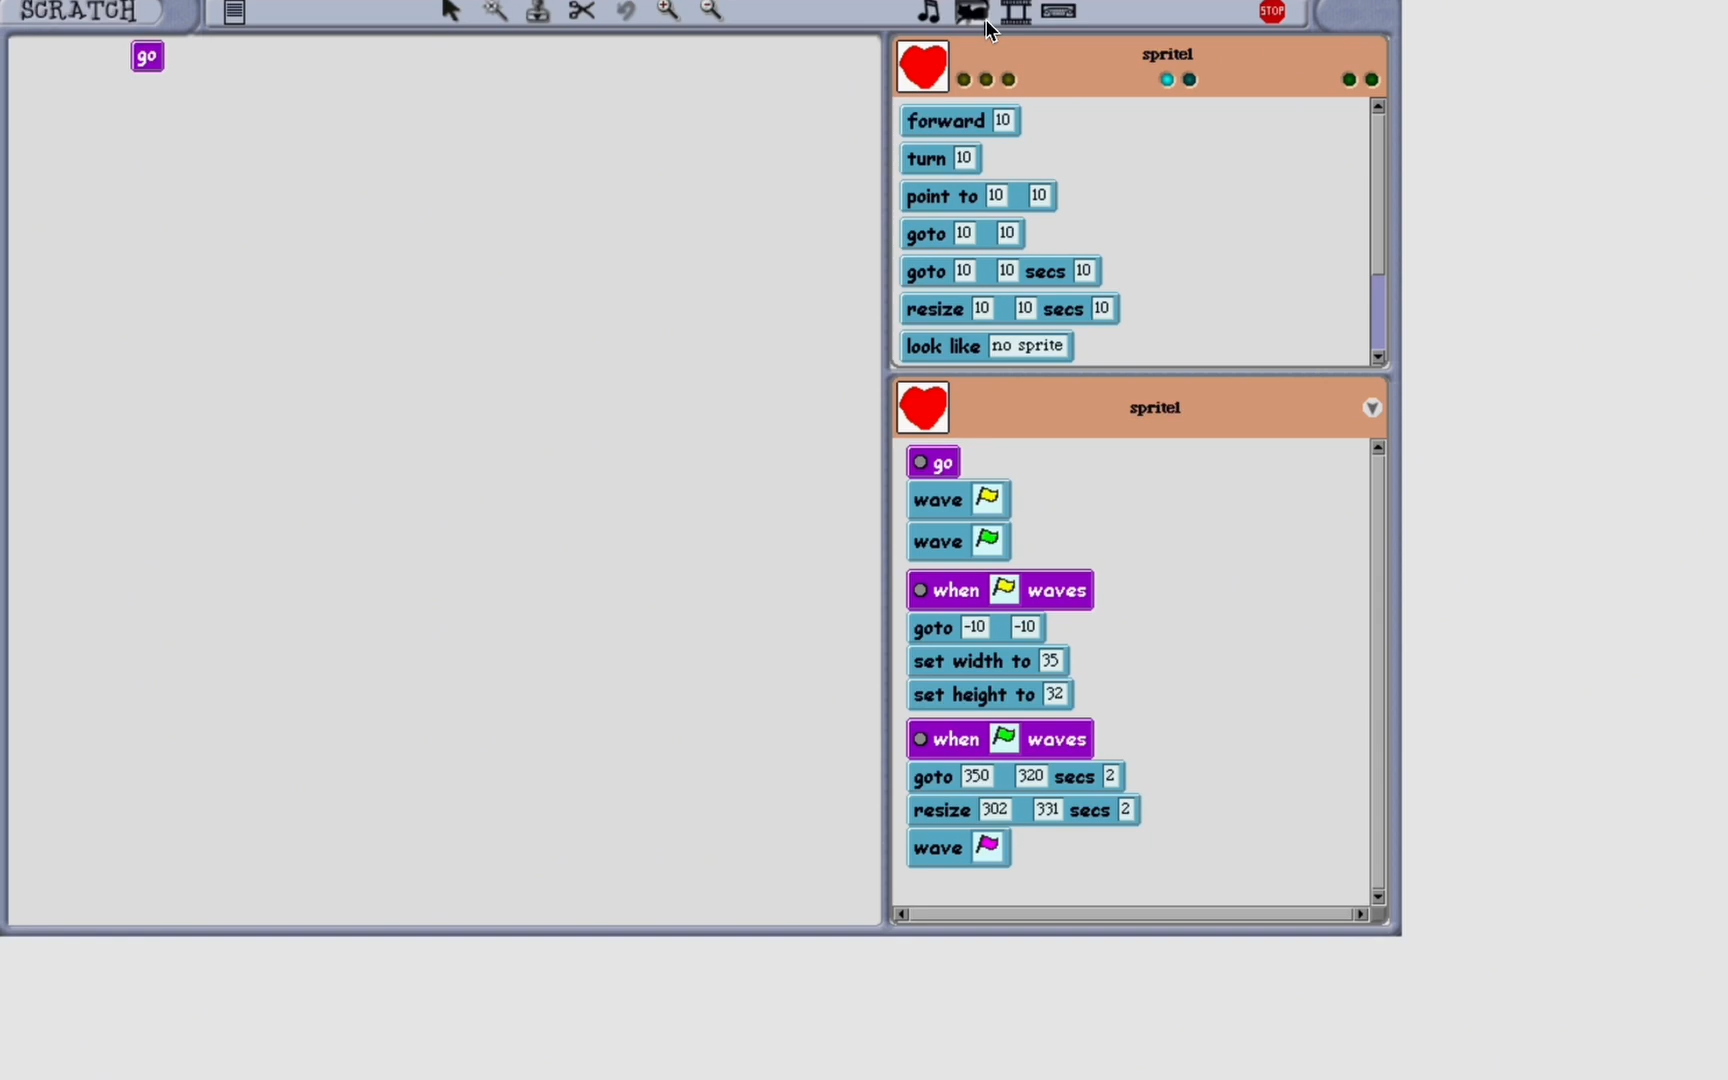 SCRATCH
STOP
go
sprite1
forward 10
turn 10
point to 10 10
goto 10 10
goto 10 10 secs 10
resize 10 10 secs 10
look like no sprite
sprite1
go
wave
wave
when waves
goto -10 -10
set width to 35
set height to 32
when waves
goto 350 320 secs 2
resize 302 331 secs 2
wave